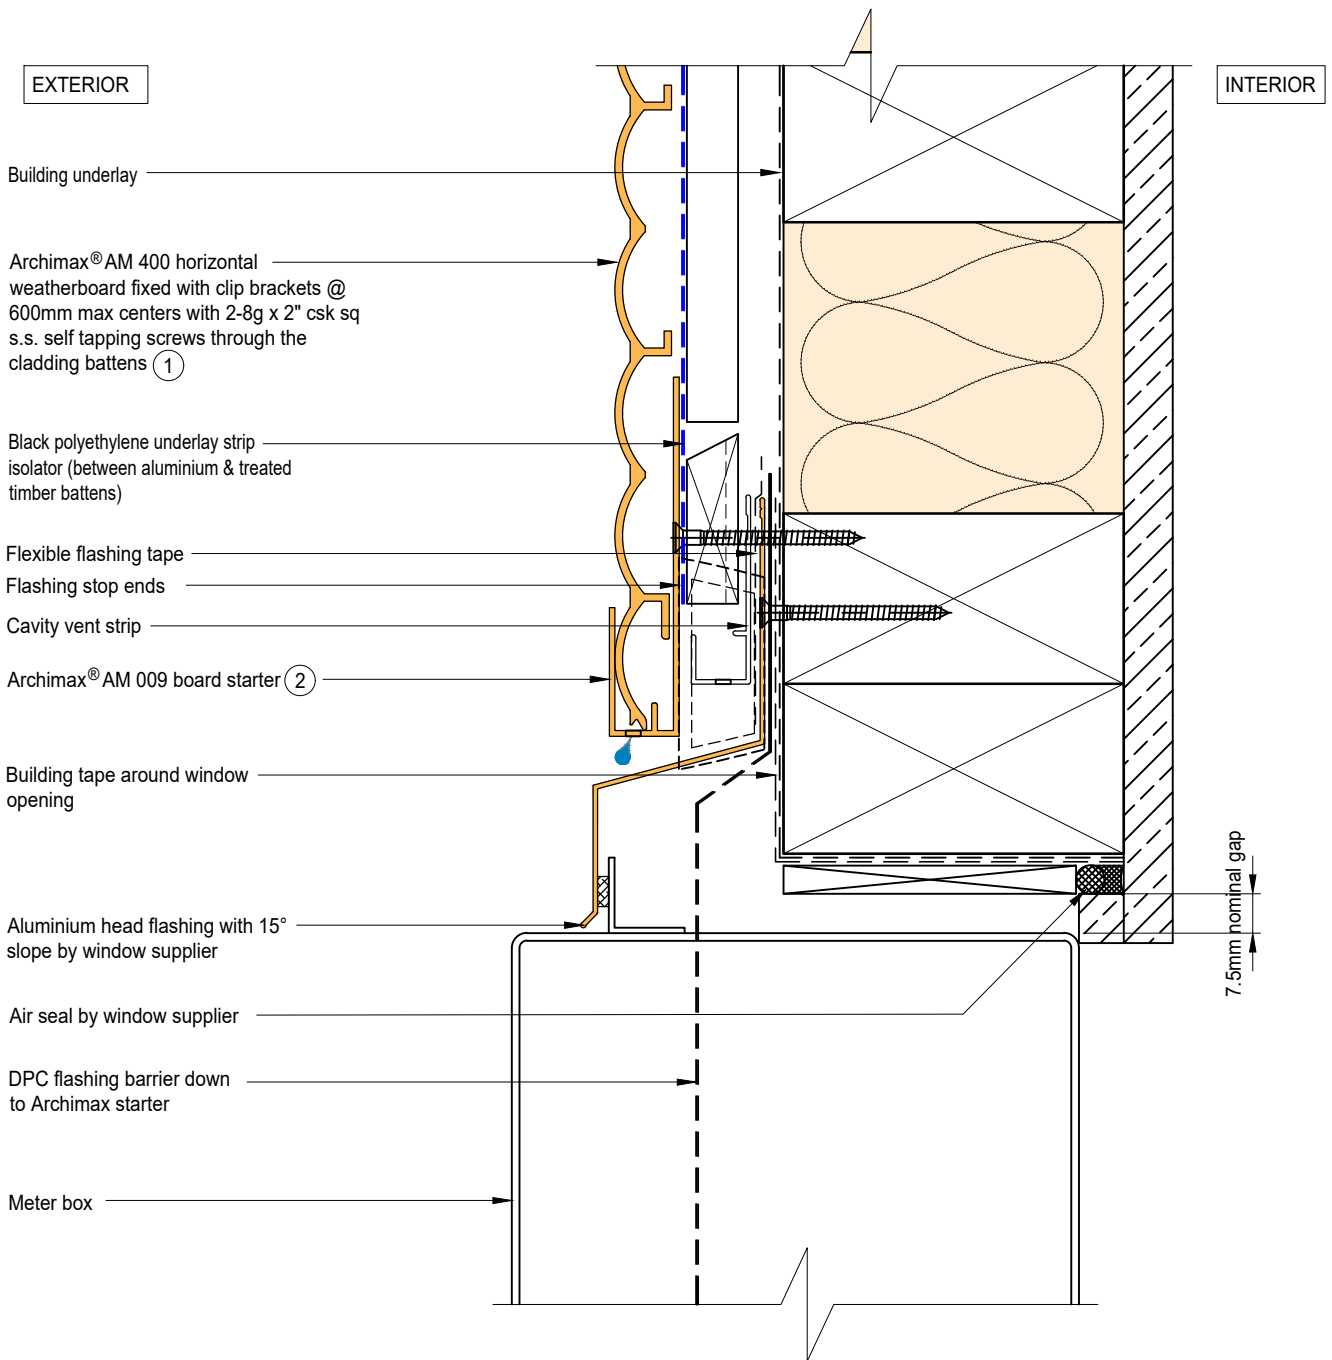 EXTERIOR
INTERIOR
Building underlay
Archimax® AM 400 horizontal
weatherboard fixed with clip brackets @
600mm max centers with 2-8g x 2" csk sq
s.s. self tapping screws through the
cladding battens 1
Black polyethylene underlay strip
isolator (between aluminium & treated
timber battens)
Flexible flashing tape
Flashing stop ends
Cavity vent strip
Archimax® AM 009 board starter 2
Building tape around window
opening
7.5mm nominal gap
Aluminium head flashing with 15°
slope by window supplier
Air seal by window supplier
DPC flashing barrier down
to Archimax starter
Meter box